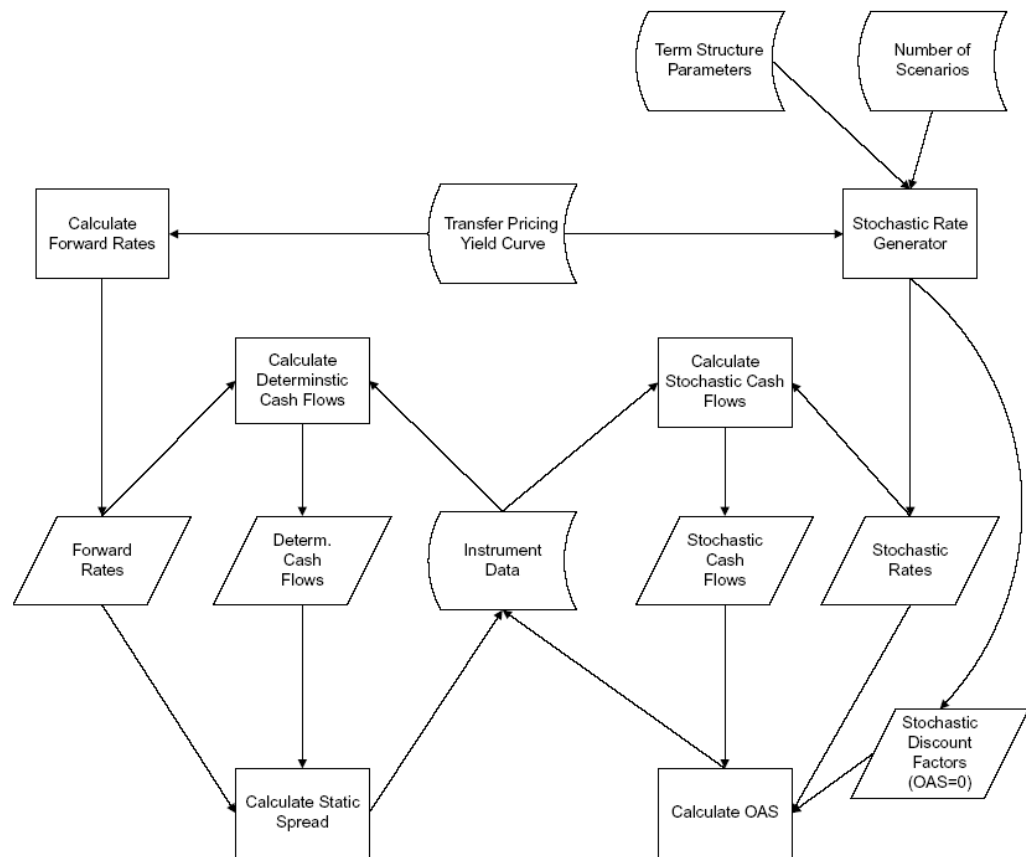 Term Structure
Parameters
Number of
Scenarios
Calculate
Forward Rates
Transfer Pricing
Yield Curve
Stochastic Rate
Generator
Calculate
Determinstic
Cash Flows
Calculate
Stochastic Cash
Flows
Forward
Rates
Determ.
Cash
Flows
Instrument
Data
Stochastic
Cash
Flows
Stochastic
Rates
Stochastic
Discount
Factors
(OAS=0)
Calculate Static
Spread
Calculate OAS